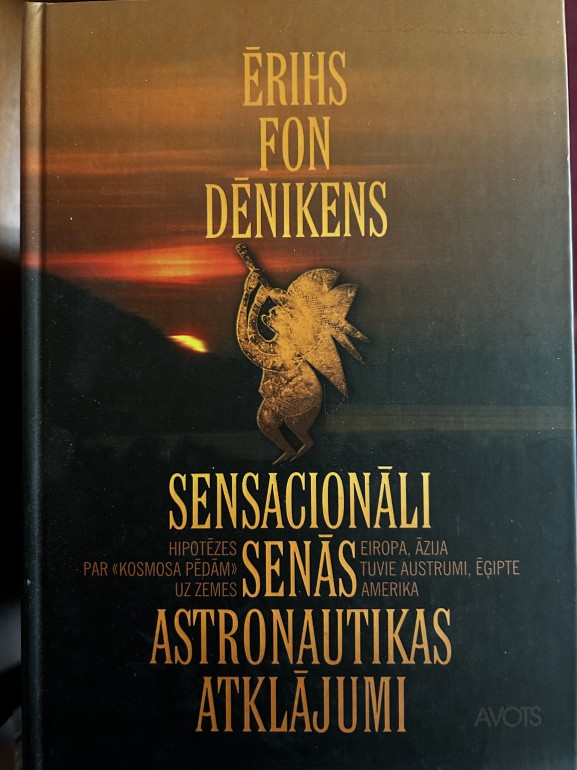 ĒRIHS
FON
DĒNIKENS
SENSACIONĀLI
HIPOTĒZES
PAR «KOSMOSA PĒDĀM»
UZ ZEMES
SENĀS
EIROPA, ĀZIJA
TUVIE AUSTRUMI, ĒĢIPTE
AMERIKA
ASTRONAUTIKAS
ATKLĀJUMI
AVOTS